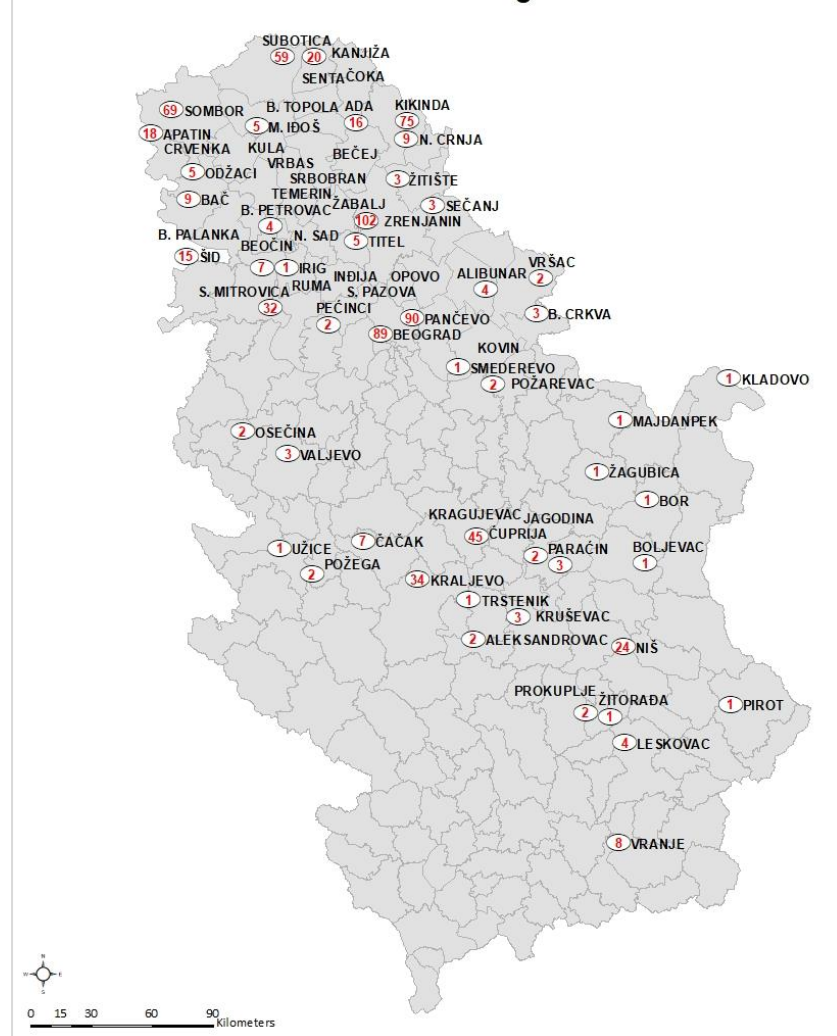 SUBOTICA
59 20 KANJIŽA
SENTA ČOKA
69 SOMBOR
B. TOPOLA ADA
KIKINDA
5 M. IĐOŠ
16
75
18 APATIN
CRVENKA
9 N. CRNJA
KULA
BEČEJ
VRBAS
5 ODŽACI
SRBOBRAN
3 ŽITIŠTE
TEMERIN
9 BAČ
ŽABALJ
3 SEČANJ
B. PETROVAC
102 ZRENJANIN
4
B. PALANKA
N. SAD
5 TITEL
BEOČIN
15 ŠID
7 1 IRIG
INĐIJA OPOVO
ALIBUNAR
VRŠAC
4
2
S. MITROVICA
RUMA
S. PAZOVA
32
PEĆINCI
2
90 PANČEVO
3 B. CRKVA
89 BEOGRAD
KOVIN
1 SMEDEREVO
2 POŽAREVAC
1 KLADOVO
1 MAJDANPEK
2 OSEČINA
3 VALJEVO
1 ŽAGUBICA
1 BOR
KRAGUJEVAC JAGODINA
45 ĆUPRIJA
7 ČAČAK
1 UŽICE
2 PARAĆIN
3
BOLJEVAC
1
2 POŽEGA
34 KRALJEVO
1 TRSTENIK
3 KRUŠEVAC
2 ALEKSANDROVAC
24 NIŠ
PROKUPLJE ŽITORAĐA
2 1
1 PIROT
4 LESKOVAC
8 VRANJE
N
W E
S
0 15 30 60 90
Kilometers